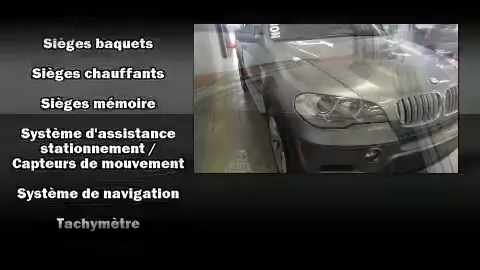 Sièges baquets
Sièges chauffants
Sièges mémoire
Système d'assistance
stationnement /
Capteurs de mouvement
Système de navigation
Tachymètre